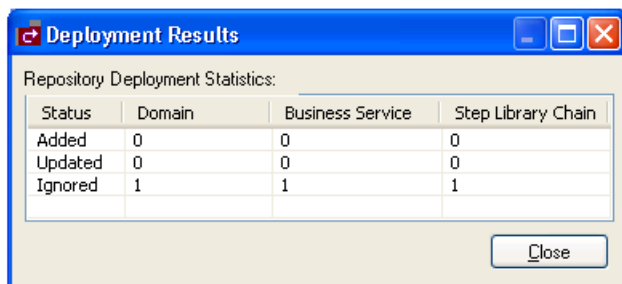 Deployment Results
Repository Deployment Statistics:
Status Domain Business Service Step Library Chain
Added 0 0 0
Updated 0 0 0
Ignored 1 1 1
Close